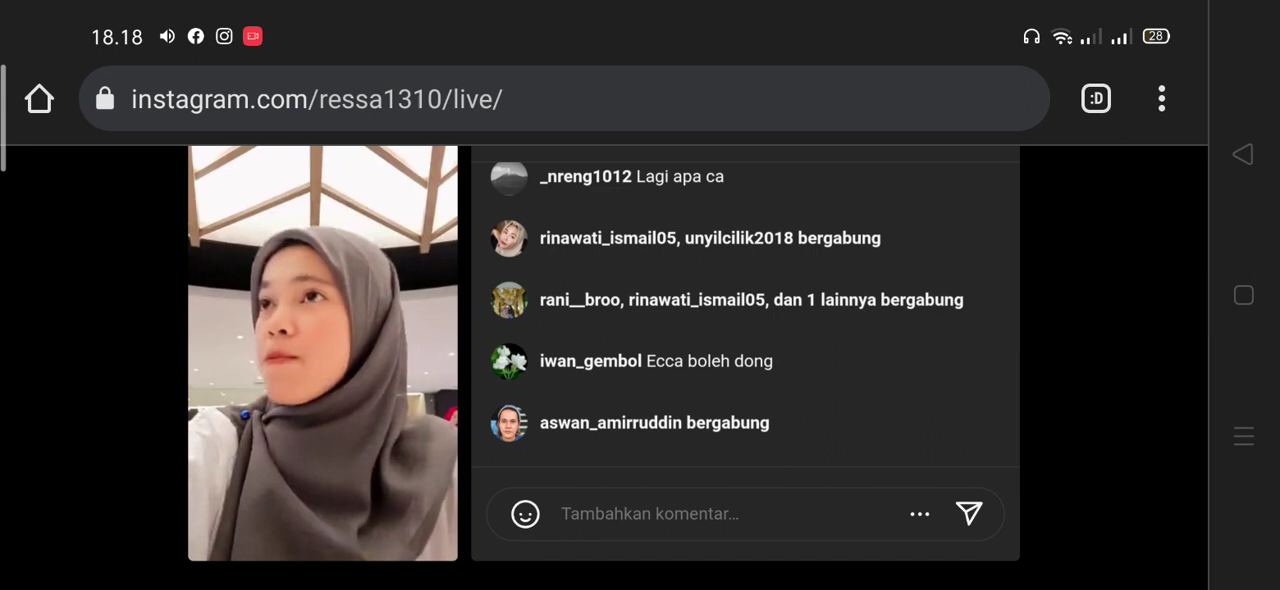 18.18
28
instagram.com/ressa1310/live/
:D
_nreng1012 Lagi apa ca
rinawati_ismail05, unyilcilik2018 bergabung
rani__broo, rinawati_ismail05, dan 1 lainnya bergabung
iwan_gembol Ecca boleh dong
aswan_amirruddin bergabung
Tambahkan komentar...